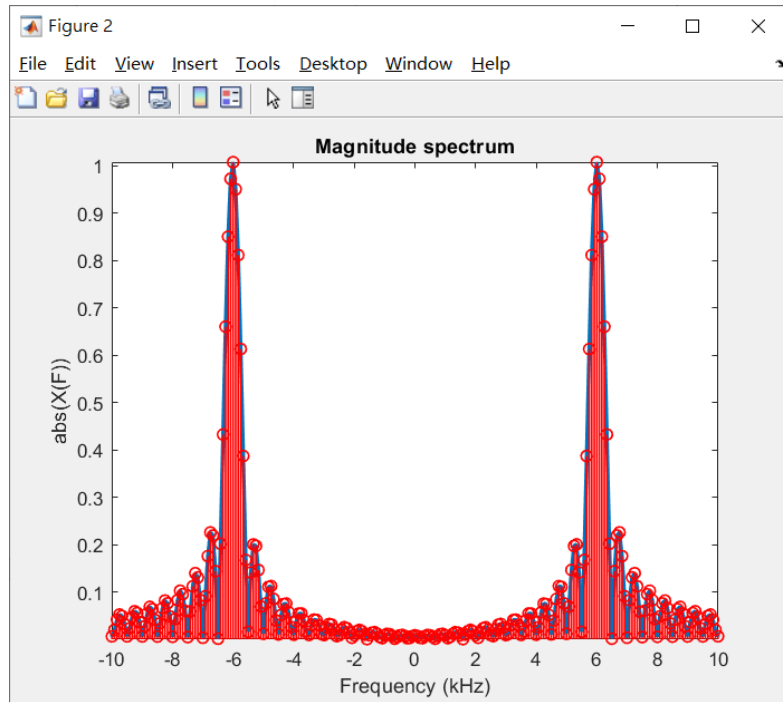 Figure 2
File Edit View Insert Tools Desktop Window Help
Magnitude spectrum
1
0.9
0.8
0.7
0.6
0.5
0.4
0.3
0.2
0.1
abs(X(F))
-10 -8 -6 -4 -2 0 2 4 6 8 10
Frequency (kHz)